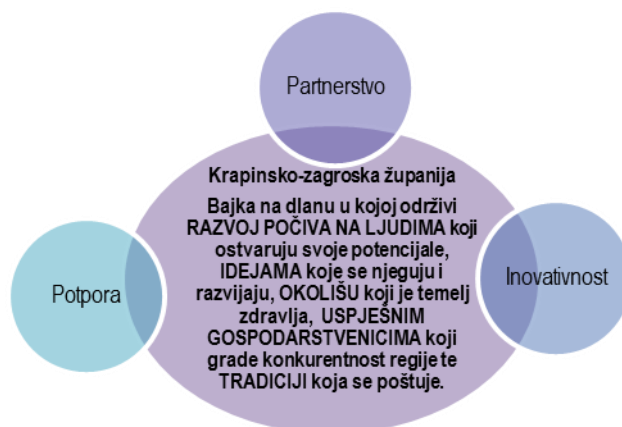 Partnerstvo
Krapinsko-zagroska županija
Bajka na dlanu u kojoj održivi
RAZVOJ POČIVA NA LJUDIMA koji
ostvaruju svoje potencijale,
IDEJAMA koje se njeguju i
razvijaju, OKOLIŠU koji je temelj
zdravlja, USPJEŠNIM
GOSPODARSTVENICIMA koji
grade konkurentnost regije te
TRADICIJI koja se poštuje.
Potpora
Inovativnost